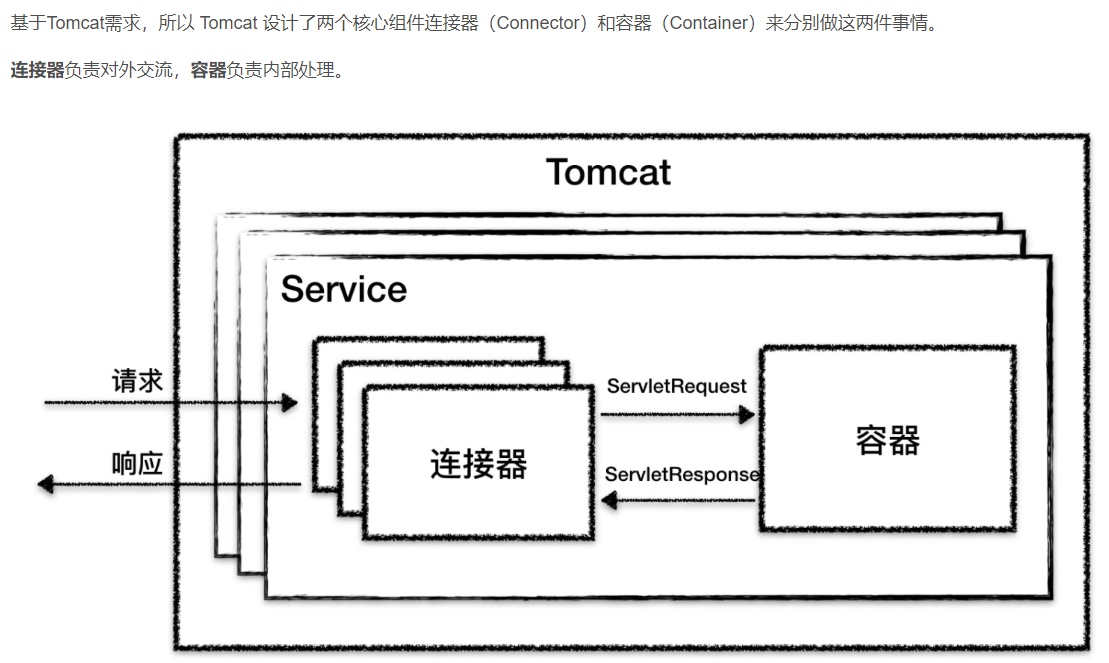 基于Tomcat需求，所以 Tomcat 设计了两个核心组件连接器（Connector）和容器（Container）来分别做这两件事情。
连接器负责对外交流，容器负责内部处理。
Tomcat
Service
请求
响应
连接器
ServletRequest
ServletResponse
容器